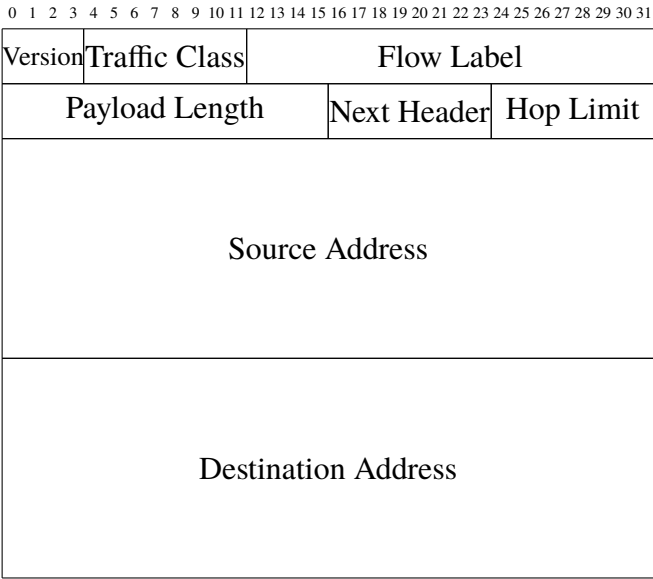 0 1 2 3 4 5 6 7 8 9 10 11 12 13 14 15 16 17 18 19 20 21 22 23 24 25 26 27 28 29 30 31
Version Traffic Class Flow Label
Payload Length Next Header Hop Limit
Source Address
Destination Address